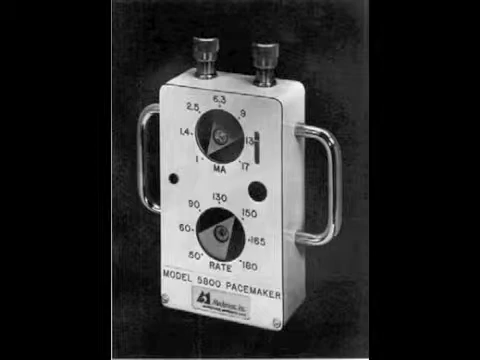 6.3
2.5 9
1.4 13
1 17
MA
130
90 150
60 165
50 180
RATE
MODEL 5800 PACEMAKER
Medtronic, Inc.